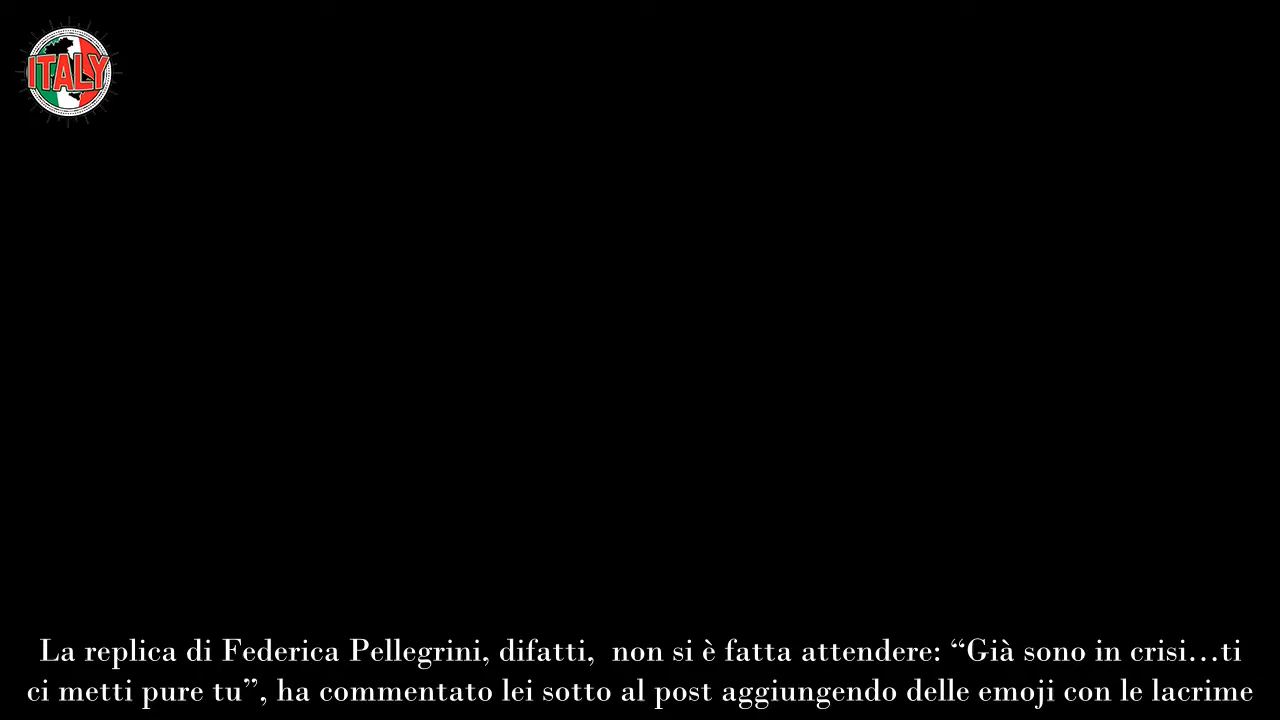 ITALY
La replica di Federica Pellegrini, difatti,  non si è fatta attendere: “Già sono in crisi…ti
ci metti pure tu”, ha commentato lei sotto al post aggiungendo delle emoji con le lacrime